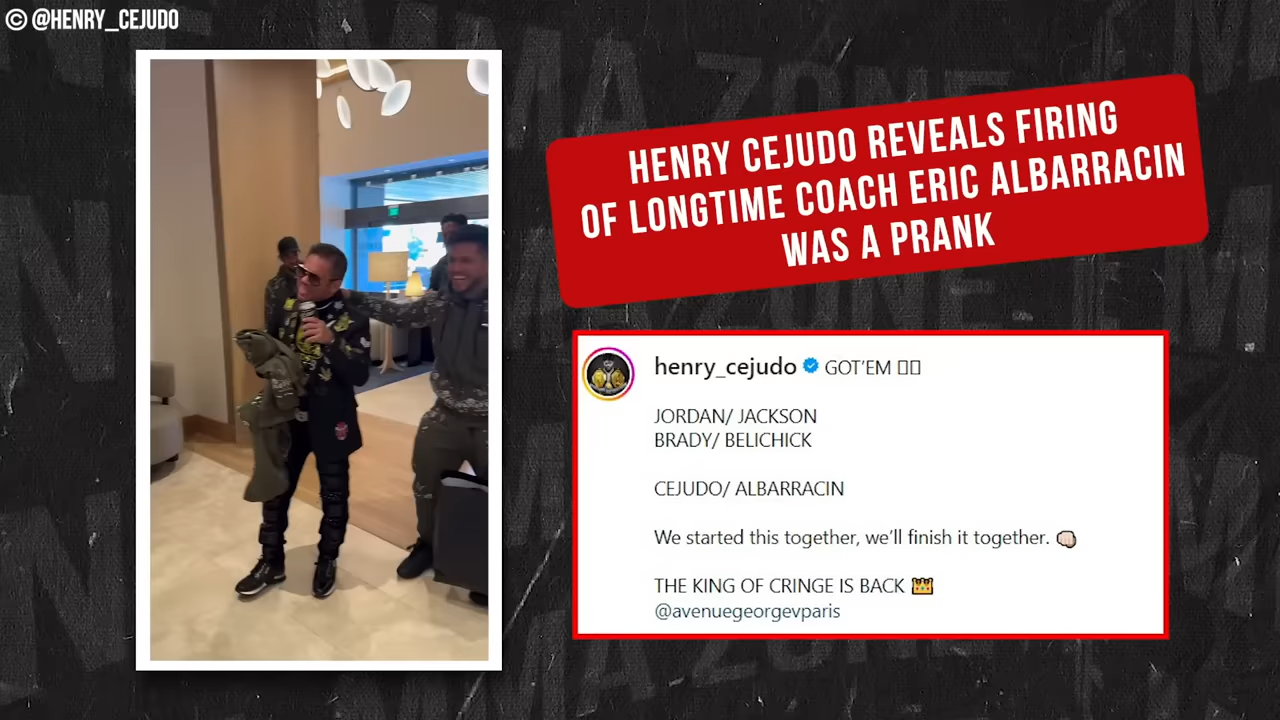 © @HENRY_CEJUDO
HENRY CEJUDO REVEALS FIRING
OF LONGTIME COACH ERIC ALBARRACIN
WAS A PRANK
henry_cejudo GOT'EM
JORDAN/ JACKSON
BRADY/ BELICHICK
CEJUDO/ ALBARRACIN
We started this together, we'll finish it together. 👊🏻
THE KING OF CRINGE IS BACK 👑
@avenuegeorgevparis